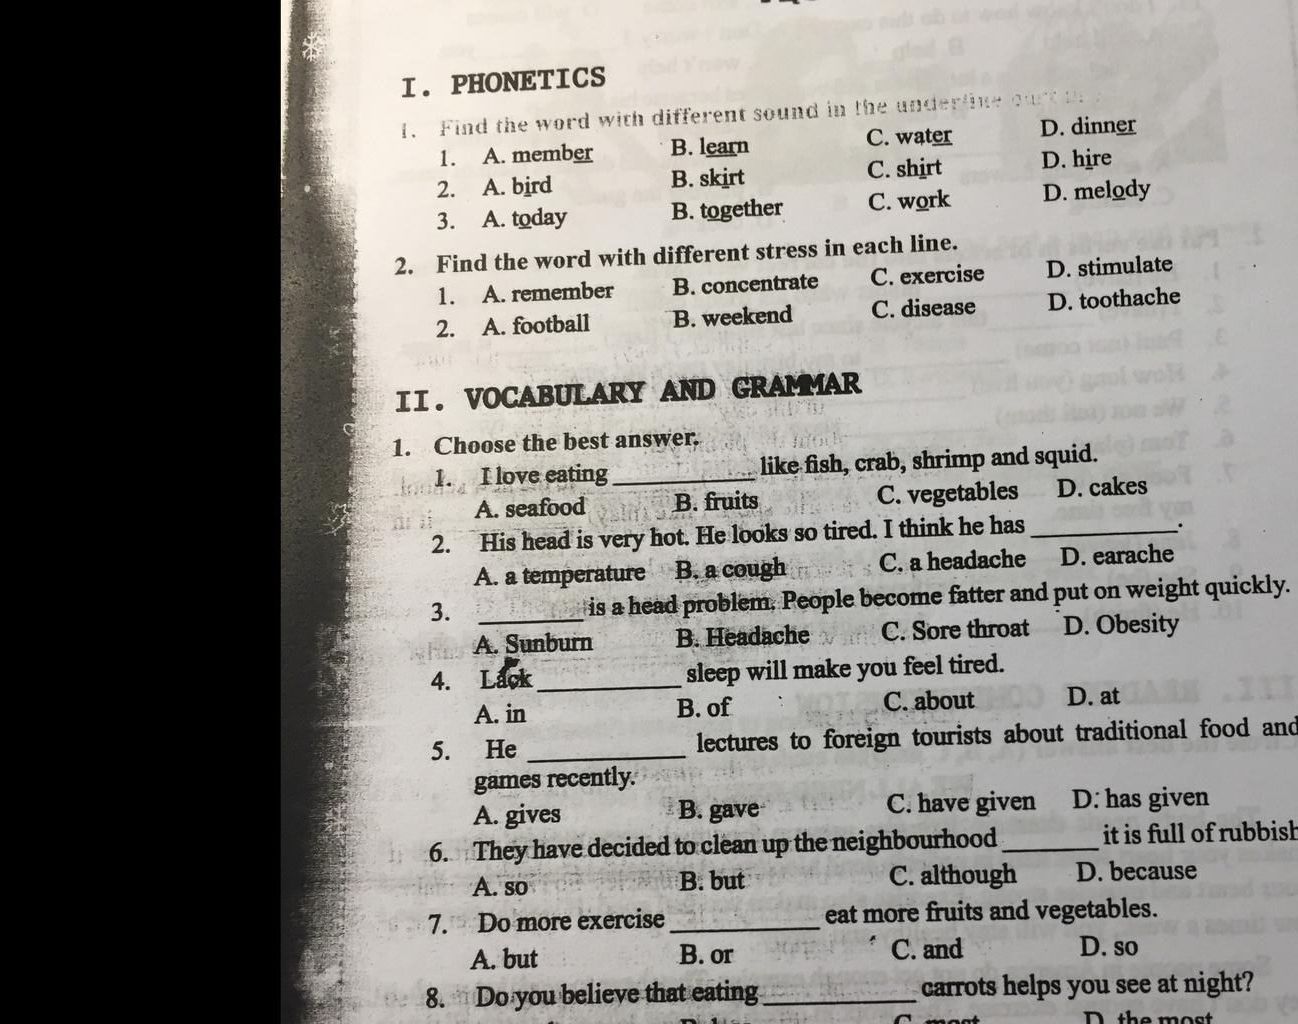 I. PHONETICS
1. Find the word with different sound in the underline
1. A. member B. learn C. water D. dinner
2. A. bird B. skirt C. shirt D. hire
3. A. today B. together C. work D. melody
2. Find the word with different stress in each line.
1. A. remember B. concentrate C. exercise D. stimulate
2. A. football B. weekend C. disease D. toothache
II. VOCABULARY AND GRAMMAR
1. Choose the best answer.
1. I love eating __________ like fish, crab, shrimp and squid.
A. seafood B. fruits C. vegetables D. cakes
2. His head is very hot. He looks so tired. I think he has __________.
A. a temperature B. a cough C. a headache D. earache
3. ________ is a head problem. People become fatter and put on weight quickly.
A. Sunburn B. Headache C. Sore throat D. Obesity
4. Lack __________ sleep will make you feel tired.
A. in B. of C. about D. at
5. He ___________ lectures to foreign tourists about traditional food and
games recently.
A. gives B. gave C. have given D. has given
6. They have decided to clean up the neighbourhood _______ it is full of rubbish
A. so B. but C. although D. because
7. Do more exercise __________ eat more fruits and vegetables.
A. but B. or C. and D. so
8. Do you believe that eating __________ carrots helps you see at night?
C. most D. the most